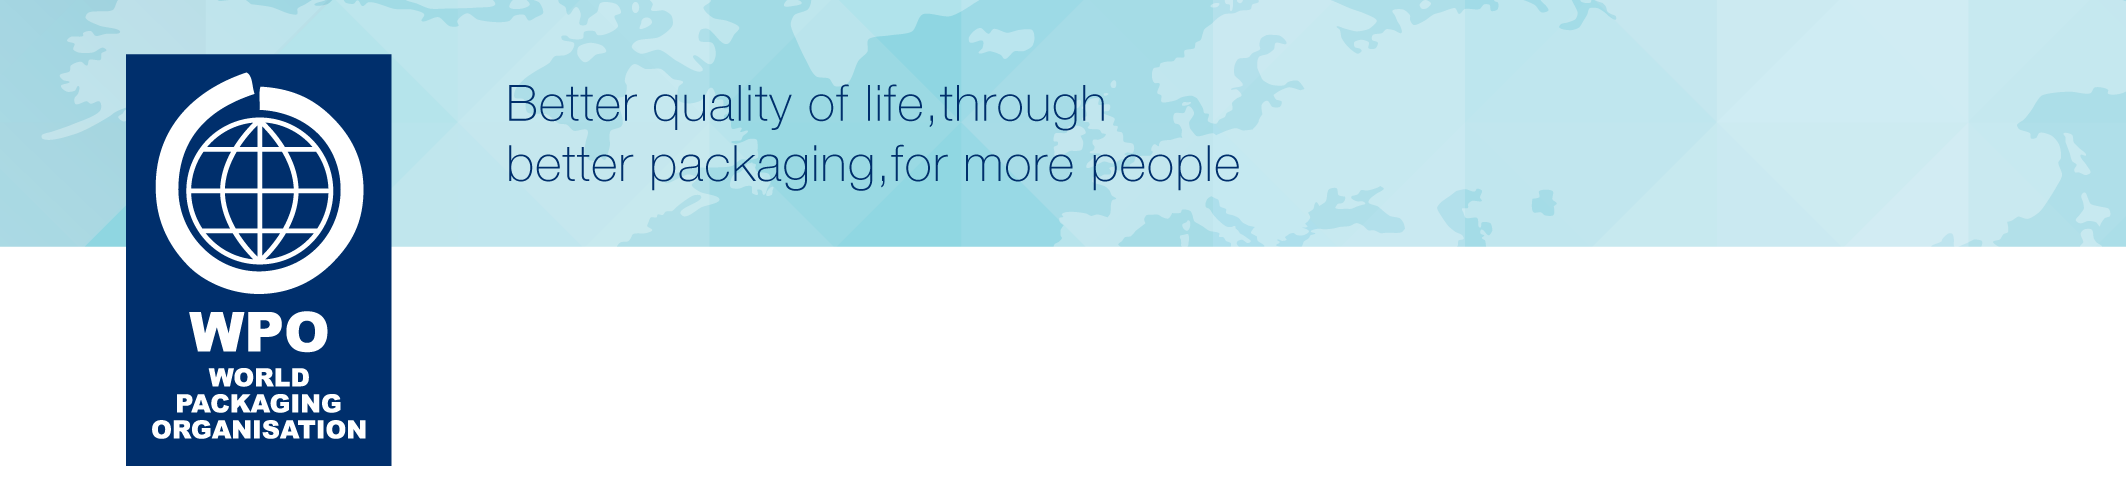 Better quality of life,through
better packaging,for more people
WPO
WORLD
PACKAGING
ORGANISATION